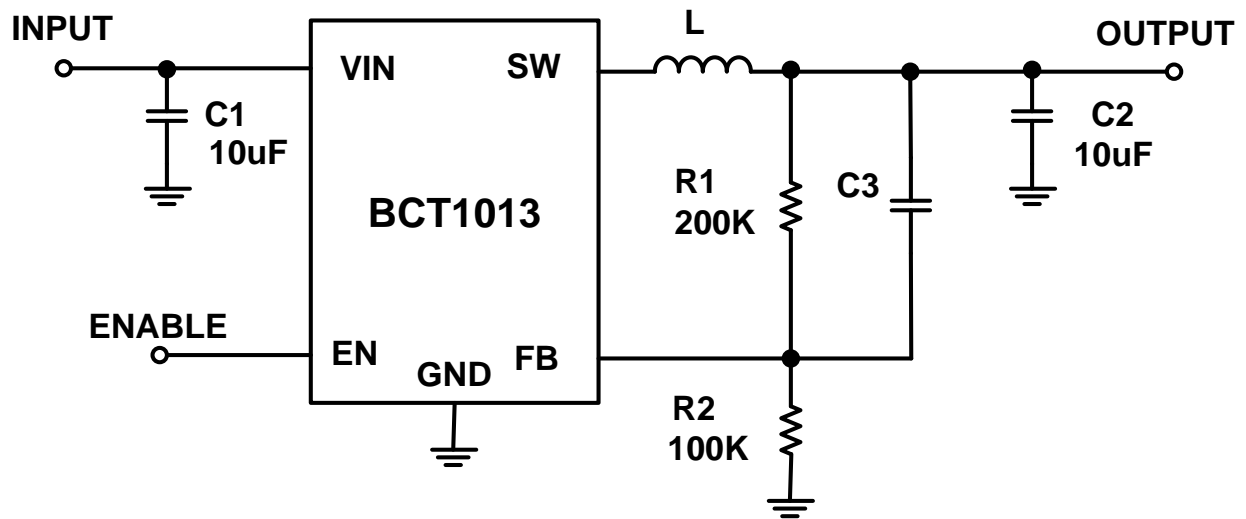 INPUT
L
OUTPUT
VIN
SW
C1
10uF
C2
10uF
R1
200K
C3
BCT1013
ENABLE
EN
GND
FB
R2
100K